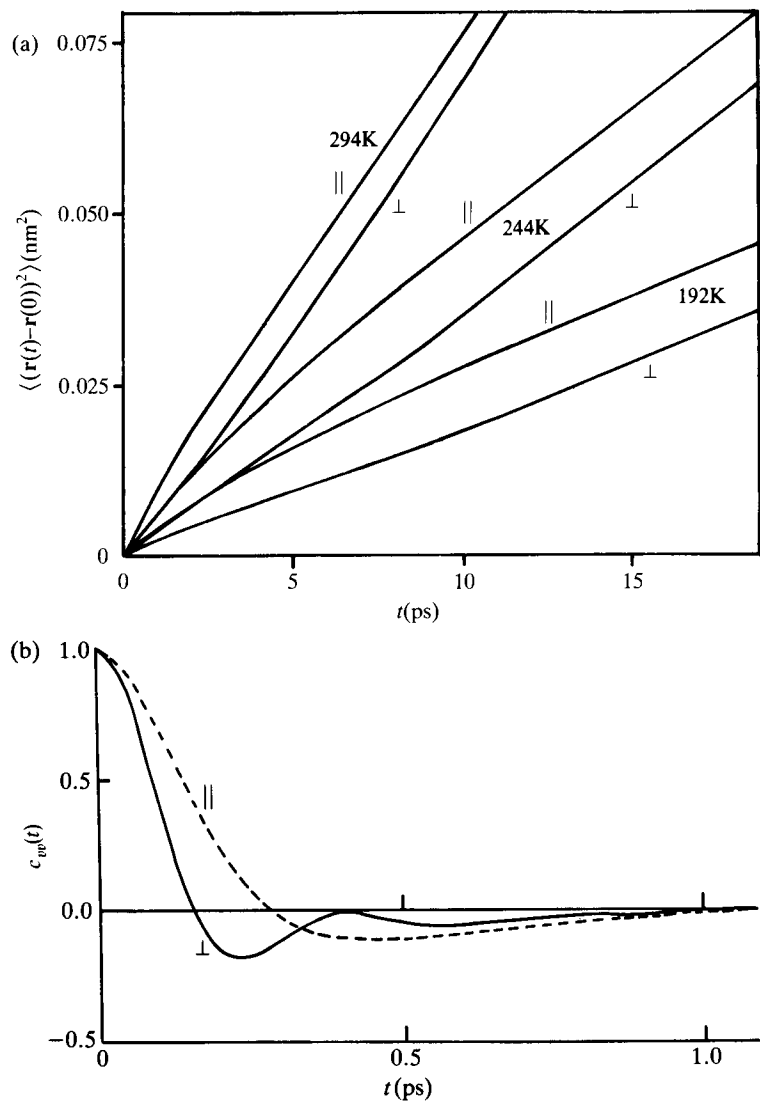 (a)
0.075
0.050
0.025
0
⟨(r(t)–r(0))²⟩(nm²)
294K
||
⊥
||
244K
⊥
||
192K
⊥
0 5 10 15
t(ps)
(b)
1.0
0.5
0.0
−0.5
c_vv(t)
||
⊥
0 0.5 1.0
t(ps)